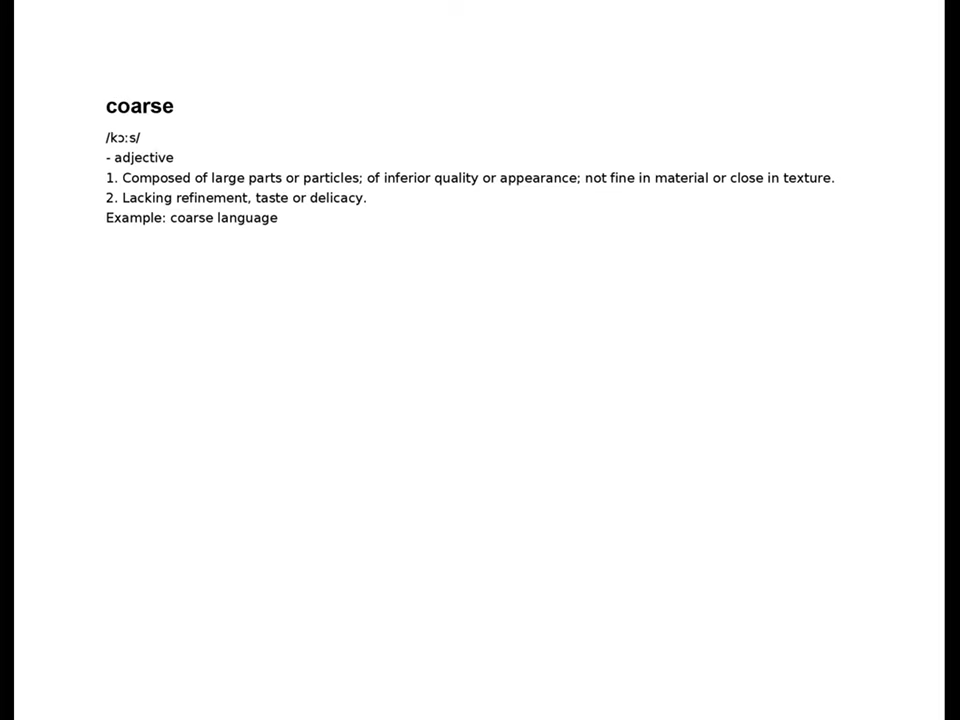 coarse
/kɔːs/
- adjective
1. Composed of large parts or particles; of inferior quality or appearance; not fine in material or close in texture.
2. Lacking refinement, taste or delicacy.
Example: coarse language